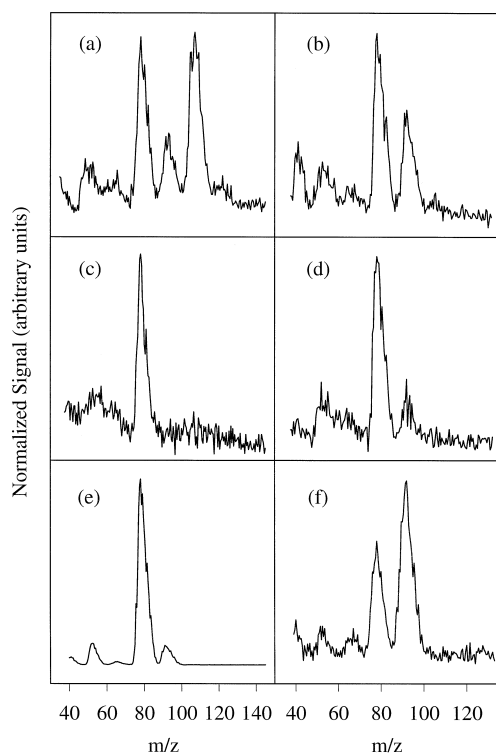 (a)
(b)
(c)
(d)
(e)
(f)
Normalized Signal (arbitrary units)
40 60 80 100 120 140
40 60 80 100 120
m/z
m/z